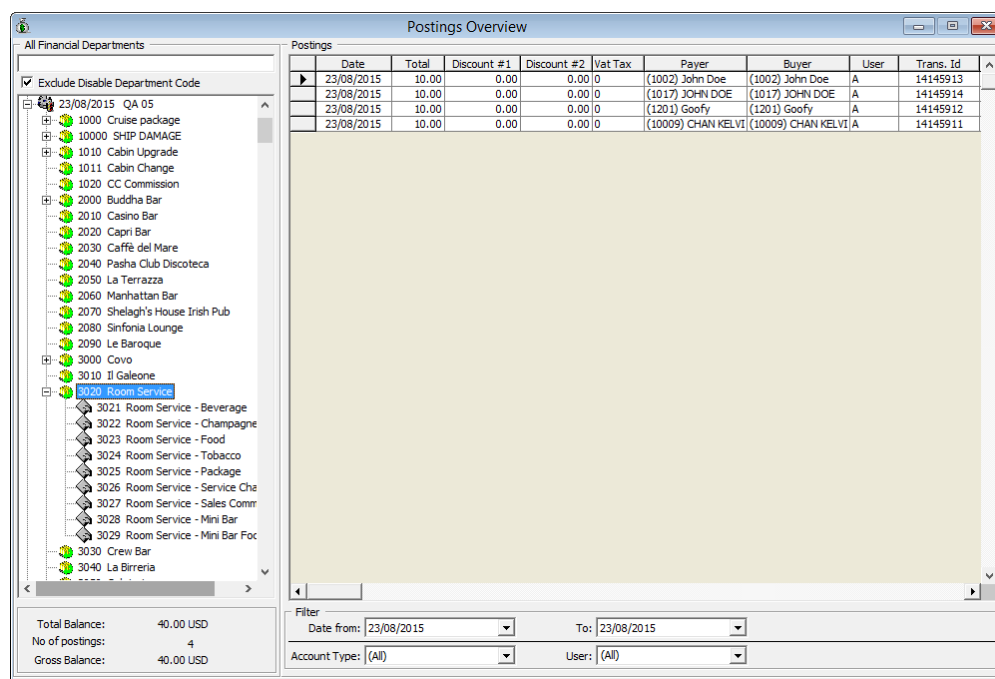 Postings Overview
All Financial Departments
Exclude Disable Department Code
23/08/2015 QA 05
1000 Cruise package
10000 SHIP DAMAGE
1010 Cabin Upgrade
1011 Cabin Change
1020 CC Commission
2000 Buddha Bar
2010 Casino Bar
2020 Capri Bar
2030 Caffè del Mare
2040 Pasha Club Discoteca
2050 La Terrazza
2060 Manhattan Bar
2070 Shelagh's House Irish Pub
2080 Sinfonia Lounge
2090 Le Baroque
3000 Covo
3010 Il Galeone
3020 Room Service
3021 Room Service - Beverage
3022 Room Service - Champagne
3023 Room Service - Food
3024 Room Service - Tobacco
3025 Room Service - Package
3026 Room Service - Service Cha
3027 Room Service - Sales Comm
3028 Room Service - Mini Bar
3029 Room Service - Mini Bar Foo
3030 Crew Bar
3040 La Birreria
Total Balance: 40.00 USD
No of postings: 4
Gross Balance: 40.00 USD
Postings
Date Total Discount #1 Discount #2 Vat Tax Payer Buyer User Trans. Id
23/08/2015 10.00 0.00 0.00 0 (1002) John Doe (1002) John Doe A 14145913
23/08/2015 10.00 0.00 0.00 0 (1017) JOHN DOE (1017) JOHN DOE A 14145914
23/08/2015 10.00 0.00 0.00 0 (1201) Goofy (1201) Goofy A 14145912
23/08/2015 10.00 0.00 0.00 0 (10009) CHAN KELVI (10009) CHAN KELVI A 14145911
Filter
Date from: 23/08/2015 To: 23/08/2015
Account Type: (All) User: (All)